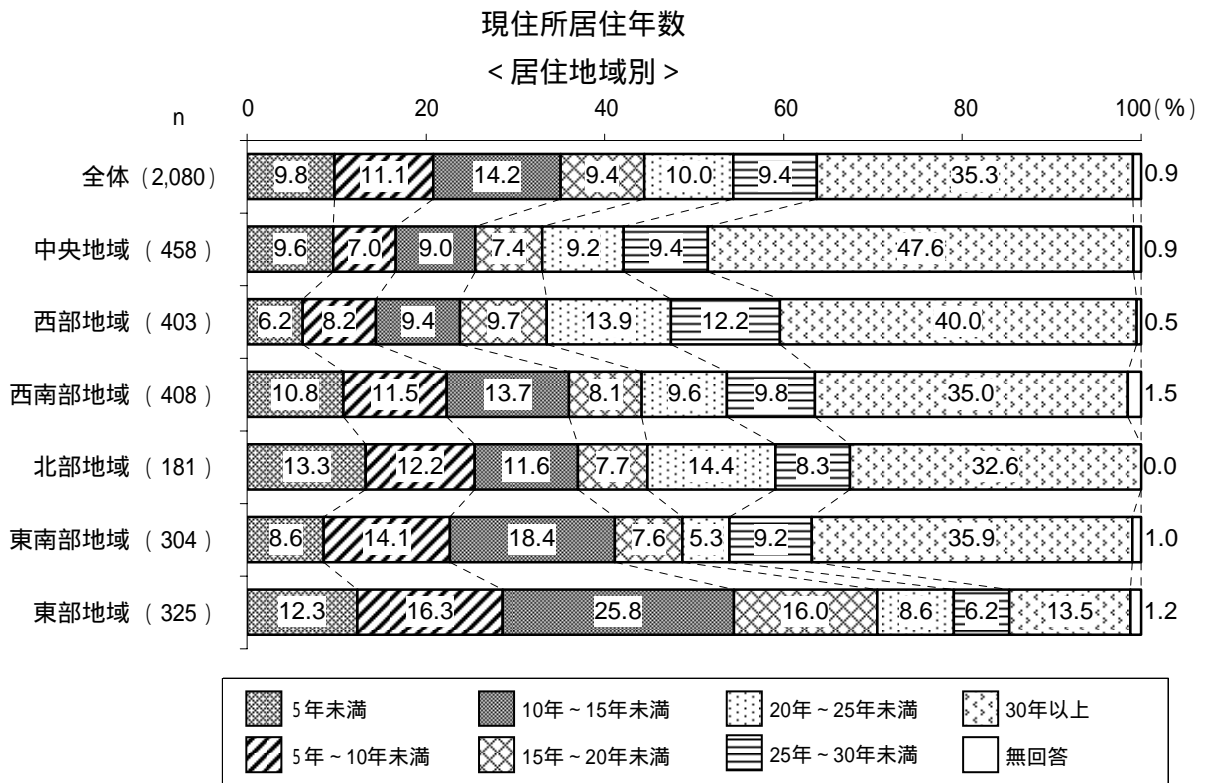 現住所居住年数
<居住地域別>
n 0 20 40 60 80 100(%)
全体 (2,080) 9.8 11.1 14.2 9.4 10.0 9.4 35.3 0.9
中央地域 ( 458) 9.6 7.0 9.0 7.4 9.2 9.4 47.6 0.9
西部地域 ( 403) 6.2 8.2 9.4 9.7 13.9 12.2 40.0 0.5
西南部地域 ( 408) 10.8 11.5 13.7 8.1 9.6 9.8 35.0 1.5
北部地域 ( 181) 13.3 12.2 11.6 7.7 14.4 8.3 32.6 0.0
東南部地域 ( 304) 8.6 14.1 18.4 7.6 5.3 9.2 35.9 1.0
東部地域 ( 325) 12.3 16.3 25.8 16.0 8.6 6.2 13.5 1.2
5年未満 10年~15年未満 20年~25年未満 30年以上
5年~10年未満 15年~20年未満 25年~30年未満 無回答